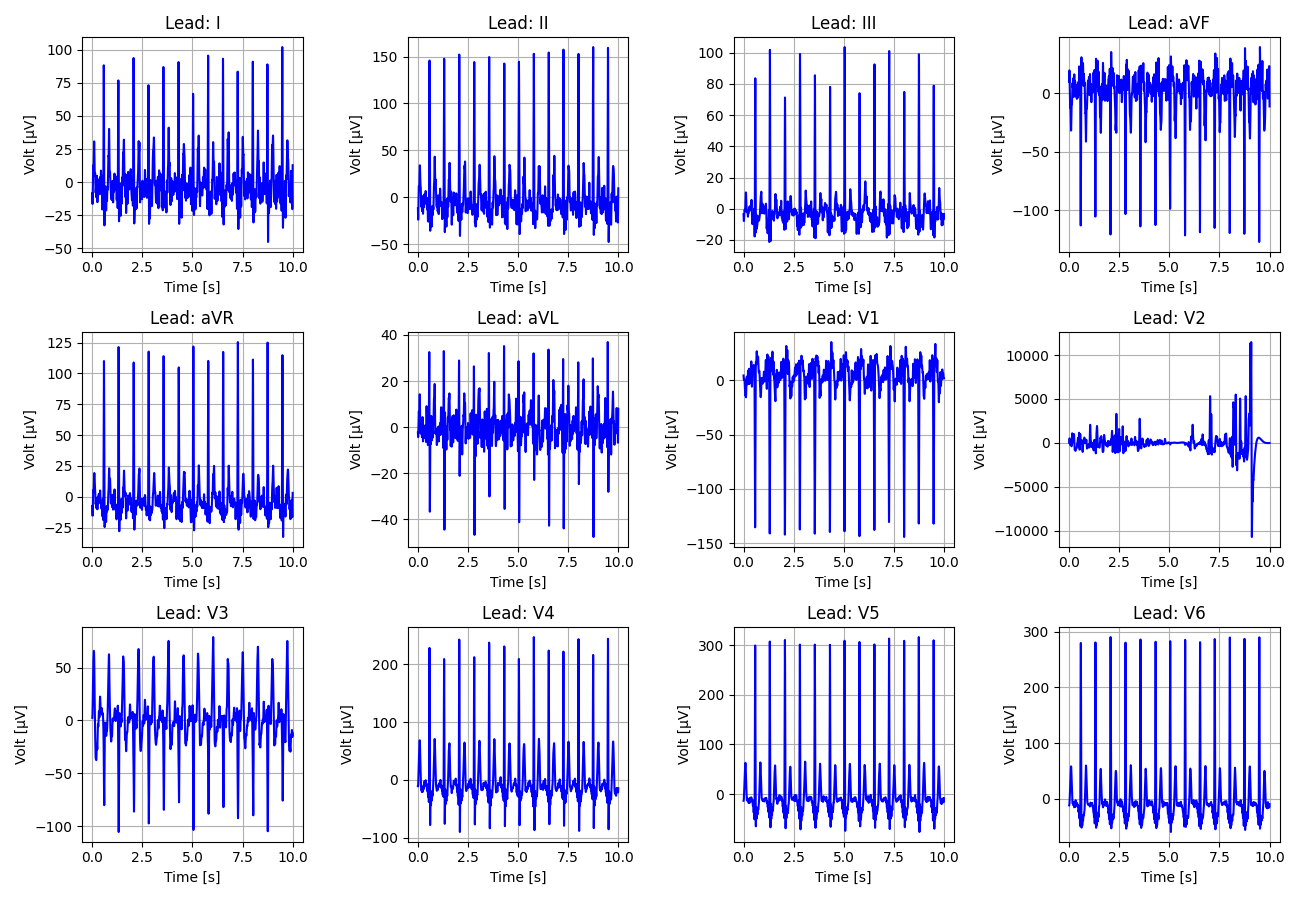 Lead: I
Lead: II
Lead: III
Lead: aVF
Volt [µV]
100
75
50
25
0
−25
−50
0.0 2.5 5.0 7.5 10.0
Time [s]
Volt [µV]
150
100
50
0
−50
0.0 2.5 5.0 7.5 10.0
Time [s]
Volt [µV]
100
80
60
40
20
0
−20
0.0 2.5 5.0 7.5 10.0
Time [s]
Volt [µV]
0
−50
−100
0.0 2.5 5.0 7.5 10.0
Time [s]
Lead: aVR
Lead: aVL
Lead: V1
Lead: V2
Volt [µV]
125
100
75
50
25
0
−25
0.0 2.5 5.0 7.5 10.0
Time [s]
Volt [µV]
40
20
0
−20
−40
0.0 2.5 5.0 7.5 10.0
Time [s]
Volt [µV]
0
−50
−100
−150
0.0 2.5 5.0 7.5 10.0
Time [s]
Volt [µV]
10000
5000
0
−5000
−10000
0.0 2.5 5.0 7.5 10.0
Time [s]
Lead: V3
Lead: V4
Lead: V5
Lead: V6
Volt [µV]
50
0
−50
−100
0.0 2.5 5.0 7.5 10.0
Time [s]
Volt [µV]
200
100
0
−100
0.0 2.5 5.0 7.5 10.0
Time [s]
Volt [µV]
300
200
100
0
0.0 2.5 5.0 7.5 10.0
Time [s]
Volt [µV]
300
200
100
0
0.0 2.5 5.0 7.5 10.0
Time [s]